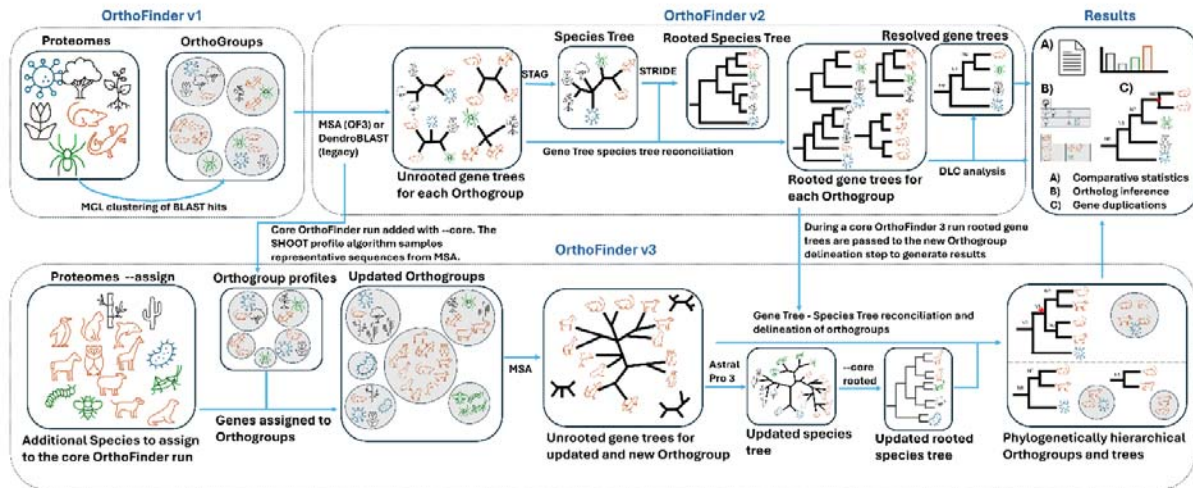 OrthoFinder v1
OrthoFinder v2
Results
Proteomes
OrthoGroups
MCL clustering of BLAST hits
MSA (OF3) or
DendroBLAST
(legacy)
Unrooted gene trees
for each Orthogroup
STAG
Species Tree
STRIDE
Rooted Species Tree
Gene Tree species tree reconciliation
Rooted gene trees for
each Orthogroup
Resolved gene trees
DLC analysis
A)
B)
C)
A) Comparative statistics
B) Ortholog inference
C) Gene duplications
Core OrthoFinder run added with --core. The
SHOOT profile algorithm samples
representative sequences from MSA.
During a core OrthoFinder 3 run rooted gene
trees are passed to the new Orthogroup
delineation step to generate results
OrthoFinder v3
Proteomes --assign
Additional Species to assign
to the core OrthoFinder run
Orthogroup profiles
Genes assigned to
Orthogroups
Updated Orthogroups
MSA
Unrooted gene trees for
updated and new Orthogroup
Gene Tree - Species Tree reconciliation and
delineation of orthogroups
Astral
Pro 3
Updated species
tree
--core
rooted
Updated rooted
species tree
Phylogenetically hierarchical
Orthogroups and trees